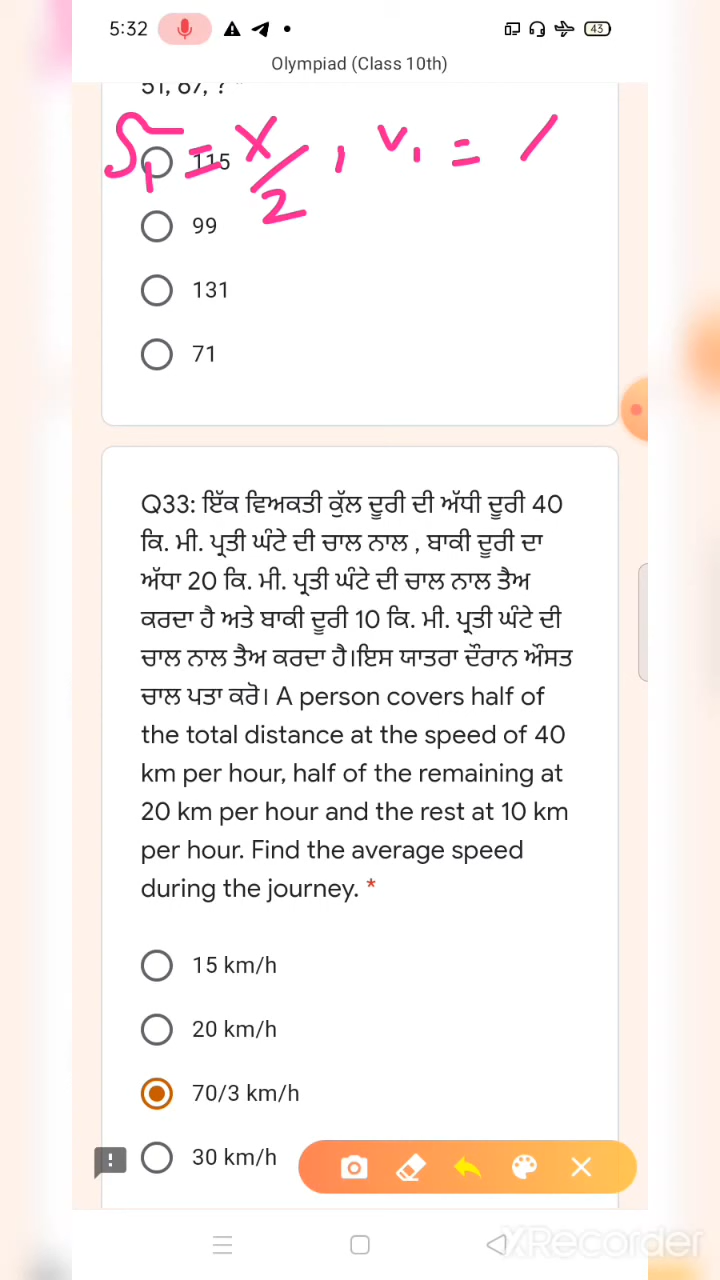 5:32
43
Olympiad (Class 10th)
51, 67, ?
S1 = x/2 , v1 =
115
99
131
71
Q33: ਇੱਕ ਵਿਅਕਤੀ ਕੁੱਲ ਦੂਰੀ ਦੀ ਅੱਧੀ ਦੂਰੀ 40
ਕਿ. ਮੀ. ਪ੍ਰਤੀ ਘੰਟੇ ਦੀ ਚਾਲ ਨਾਲ , ਬਾਕੀ ਦੂਰੀ ਦਾ
ਅੱਧਾ 20 ਕਿ. ਮੀ. ਪ੍ਰਤੀ ਘੰਟੇ ਦੀ ਚਾਲ ਨਾਲ ਤੈਅ
ਕਰਦਾ ਹੈ ਅਤੇ ਬਾਕੀ ਦੂਰੀ 10 ਕਿ. ਮੀ. ਪ੍ਰਤੀ ਘੰਟੇ ਦੀ
ਚਾਲ ਨਾਲ ਤੈਅ ਕਰਦਾ ਹੈ।ਇਸ ਯਾਤਰਾ ਦੌਰਾਨ ਔਸਤ
ਚਾਲ ਪਤਾ ਕਰੋ। A person covers half of
the total distance at the speed of 40
km per hour, half of the remaining at
20 km per hour and the rest at 10 km
per hour. Find the average speed
during the journey. *
15 km/h
20 km/h
70/3 km/h
30 km/h
XRecorder